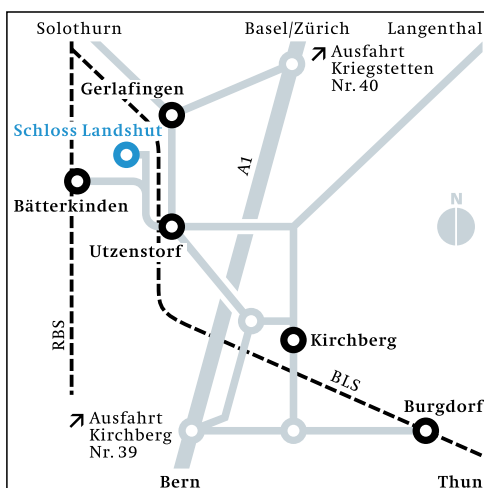 Solothurn
Basel/Zürich
Langenthal
Ausfahrt
Kriegstetten
Nr. 40
Gerlafingen
Schloss Landshut
A1
Bätterkinden
N
Utzenstorf
RBS
Kirchberg
BLS
Burgdorf
Ausfahrt
Kirchberg
Nr. 39
Bern
Thun